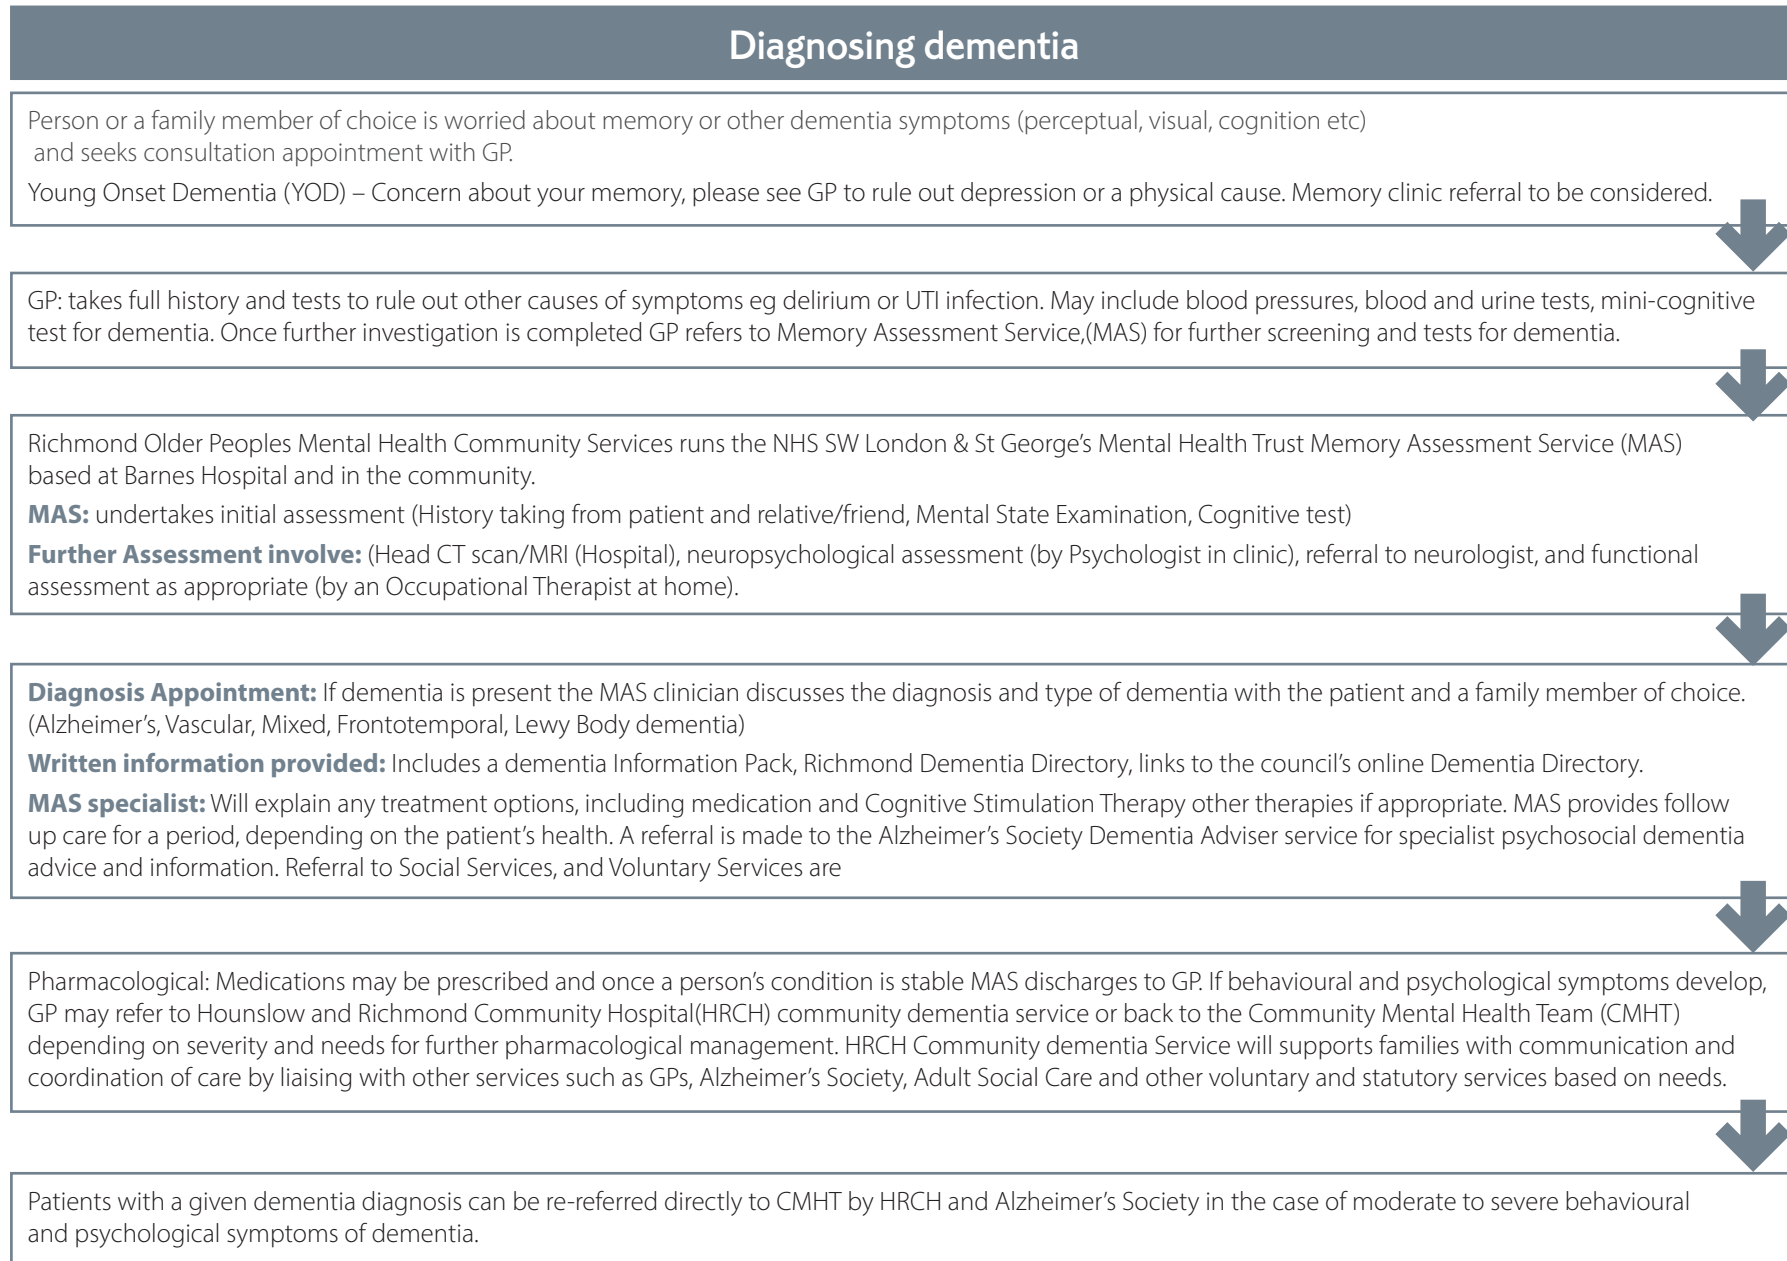 Diagnosing dementia
Person or a family member of choice is worried about memory or other dementia symptoms (perceptual, visual, cognition etc)
and seeks consultation appointment with GP.
Young Onset Dementia (YOD) – Concern about your memory, please see GP to rule out depression or a physical cause. Memory clinic referral to be considered.
GP: takes full history and tests to rule out other causes of symptoms eg delirium or UTI infection. May include blood pressures, blood and urine tests, mini-cognitive
test for dementia. Once further investigation is completed GP refers to Memory Assessment Service,(MAS) for further screening and tests for dementia.
Richmond Older Peoples Mental Health Community Services runs the NHS SW London & St George’s Mental Health Trust Memory Assessment Service (MAS)
based at Barnes Hospital and in the community.
MAS: undertakes initial assessment (History taking from patient and relative/friend, Mental State Examination, Cognitive test)
Further Assessment involve: (Head CT scan/MRI (Hospital), neuropsychological assessment (by Psychologist in clinic), referral to neurologist, and functional
assessment as appropriate (by an Occupational Therapist at home).
Diagnosis Appointment: If dementia is present the MAS clinician discusses the diagnosis and type of dementia with the patient and a family member of choice.
(Alzheimer’s, Vascular, Mixed, Frontotemporal, Lewy Body dementia)
Written information provided: Includes a dementia Information Pack, Richmond Dementia Directory, links to the council’s online Dementia Directory.
MAS specialist: Will explain any treatment options, including medication and Cognitive Stimulation Therapy other therapies if appropriate. MAS provides follow
up care for a period, depending on the patient’s health. A referral is made to the Alzheimer’s Society Dementia Adviser service for specialist psychosocial dementia
advice and information. Referral to Social Services, and Voluntary Services are
Pharmacological: Medications may be prescribed and once a person’s condition is stable MAS discharges to GP. If behavioural and psychological symptoms develop,
GP may refer to Hounslow and Richmond Community Hospital(HRCH) community dementia service or back to the Community Mental Health Team (CMHT)
depending on severity and needs for further pharmacological management. HRCH Community dementia Service will supports families with communication and
coordination of care by liaising with other services such as GPs, Alzheimer’s Society, Adult Social Care and other voluntary and statutory services based on needs.
Patients with a given dementia diagnosis can be re-referred directly to CMHT by HRCH and Alzheimer’s Society in the case of moderate to severe behavioural
and psychological symptoms of dementia.